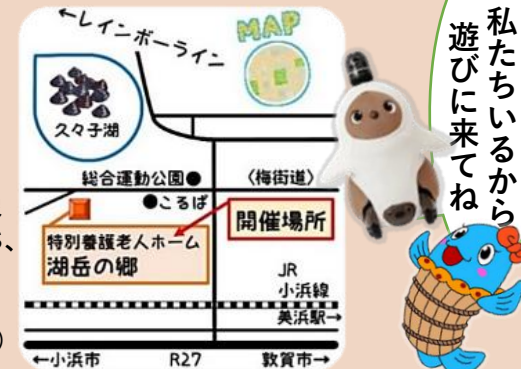 ←レインボーライン
MAP
久々子湖
総合運動公園●
〈梅街道〉
●こるぱ
開催場所
特別養護老人ホーム
湖岳の郷
JR
小浜線
美浜駅→
←小浜市
R27
敦賀市→
私たちいるから
遊びに来てね
、
)